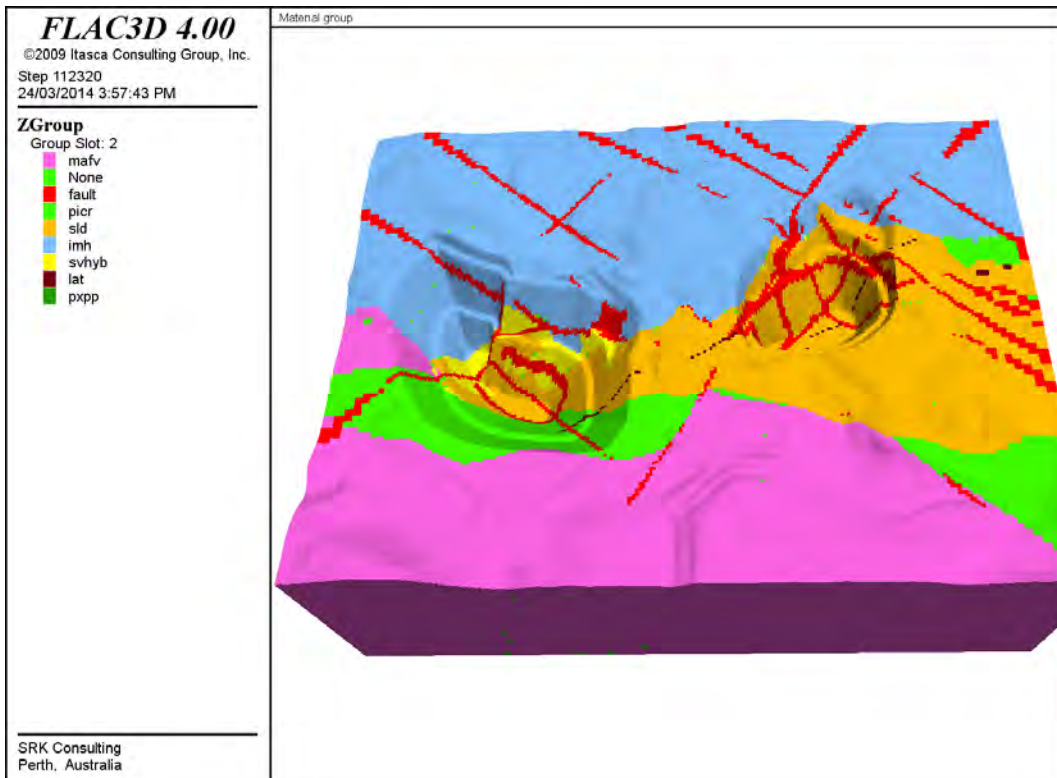 FLAC3D 4.00
©2009 Itasca Consulting Group, Inc.
Step 112320
24/03/2014 3:57:43 PM
ZGroup
Group Slot: 2
mafv
None
fault
picr
sld
imh
svhyb
lat
pxpp
SRK Consulting
Perth, Australia
Material group